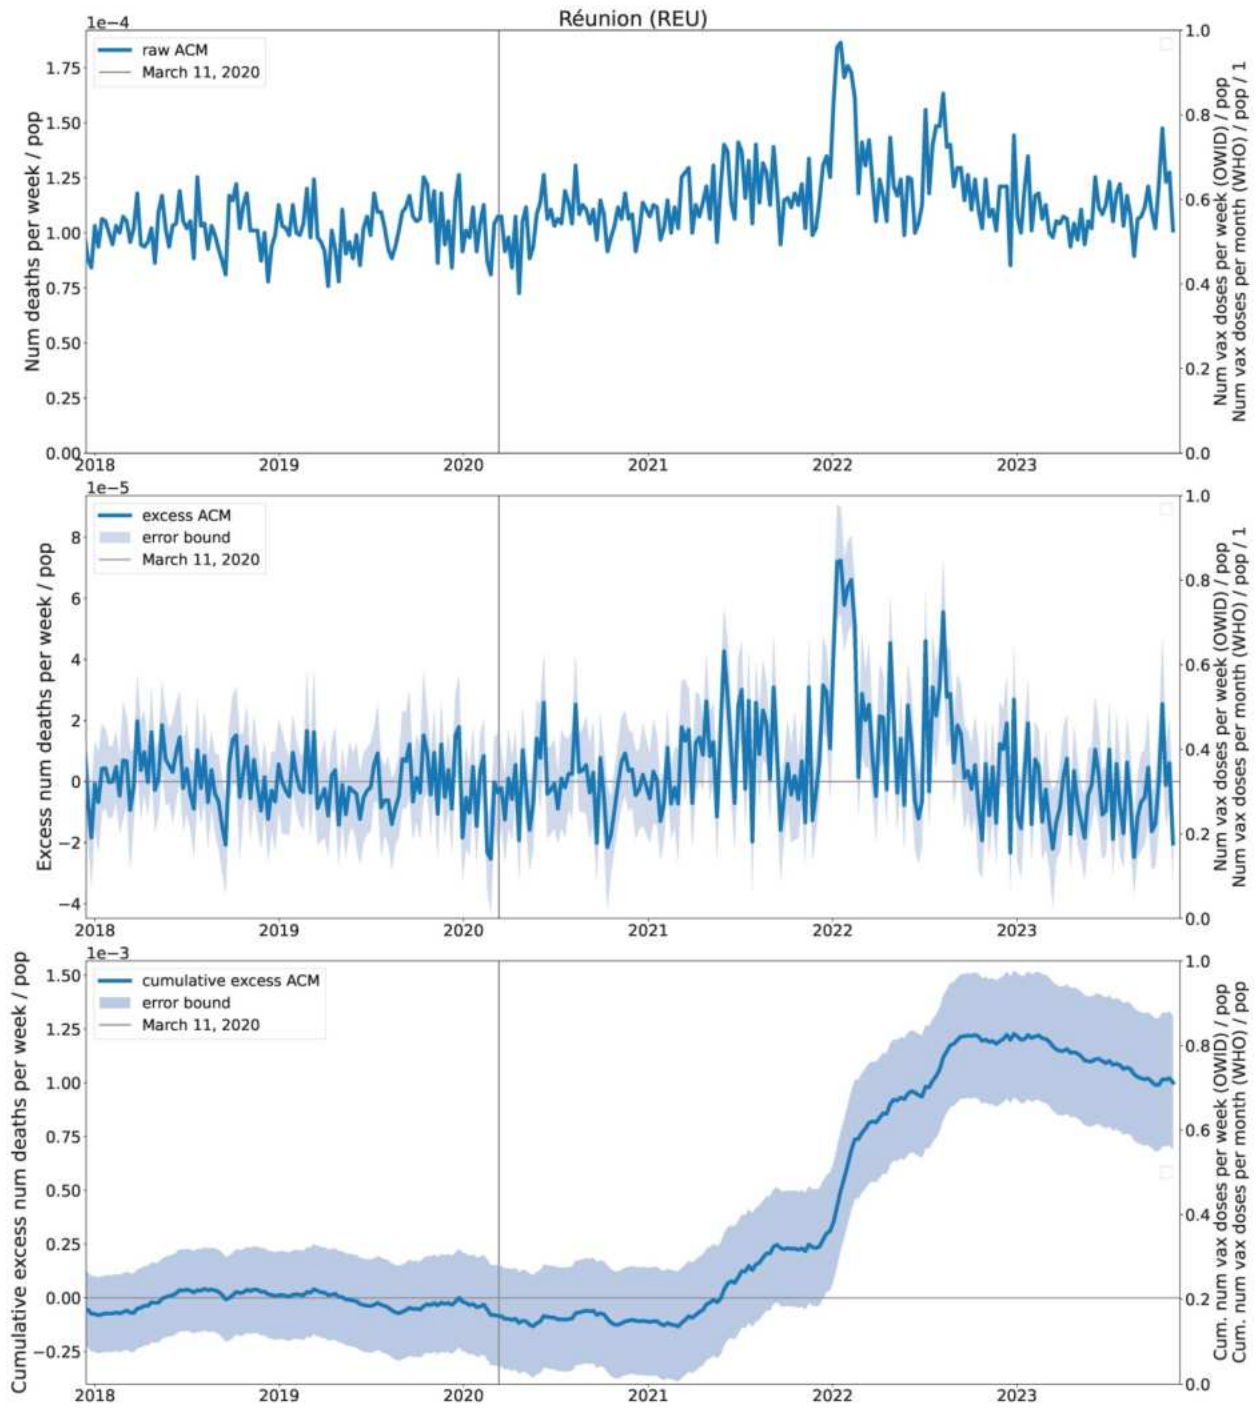 Réunion (REU)
1e−4
raw ACM
March 11, 2020
Num deaths per week / pop
1.75
1.50
1.25
1.00
0.75
0.50
0.25
0.00
1.0
0.8
0.6
0.4
0.2
0.0
Num vax doses per week (OWID) / pop
Num vax doses per month (WHO) / pop / 1
2018 2019 2020 2021 2022 2023
1e−5
excess ACM
error bound
March 11, 2020
Excess num deaths per week / pop
8
6
4
2
0
−2
−4
1.0
0.8
0.6
0.4
0.2
0.0
Num vax doses per week (OWID) / pop
Num vax doses per month (WHO) / pop / 1
2018 2019 2020 2021 2022 2023
1e−3
cumulative excess ACM
error bound
March 11, 2020
Cumulative excess num deaths per week / pop
1.50
1.25
1.00
0.75
0.50
0.25
0.00
−0.25
1.0
0.8
0.6
0.4
0.2
0.0
Cum. num vax doses per week (OWID) / pop
Cum. num vax doses per month (WHO) / pop
2018 2019 2020 2021 2022 2023